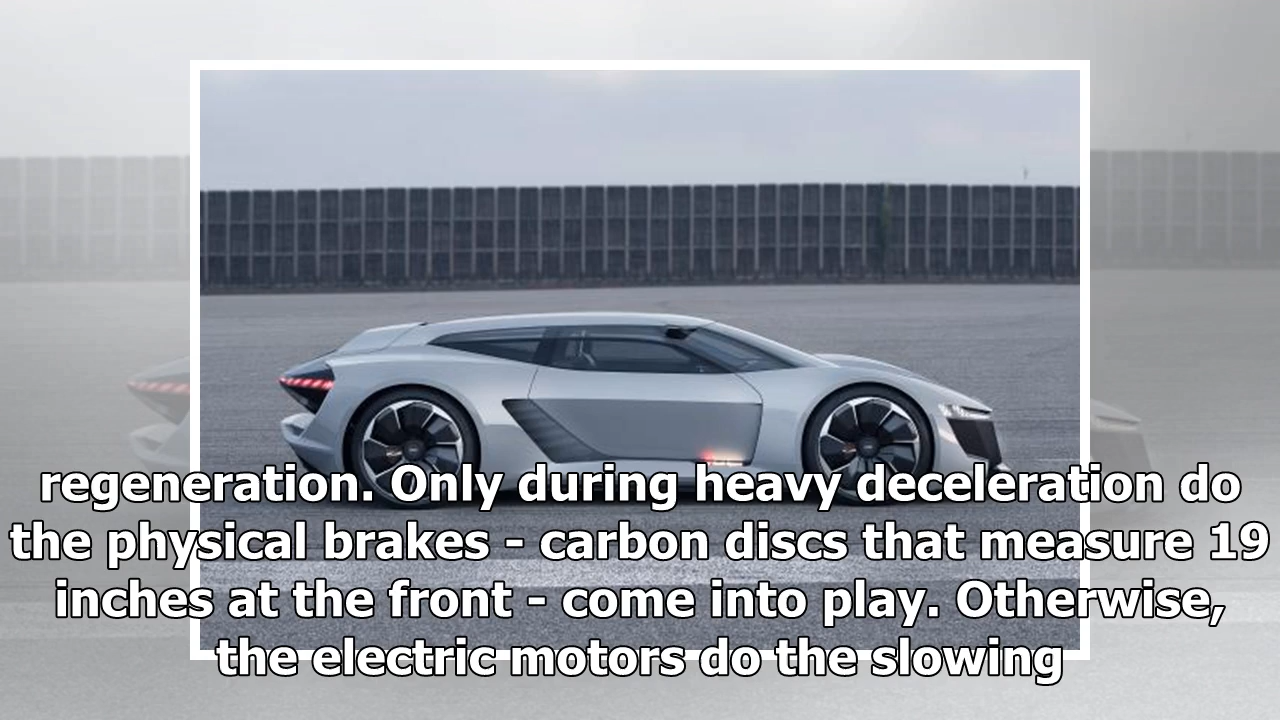 regeneration. Only during heavy deceleration do
the physical brakes - carbon discs that measure 19
inches at the front - come into play. Otherwise,
the electric motors do the slowing